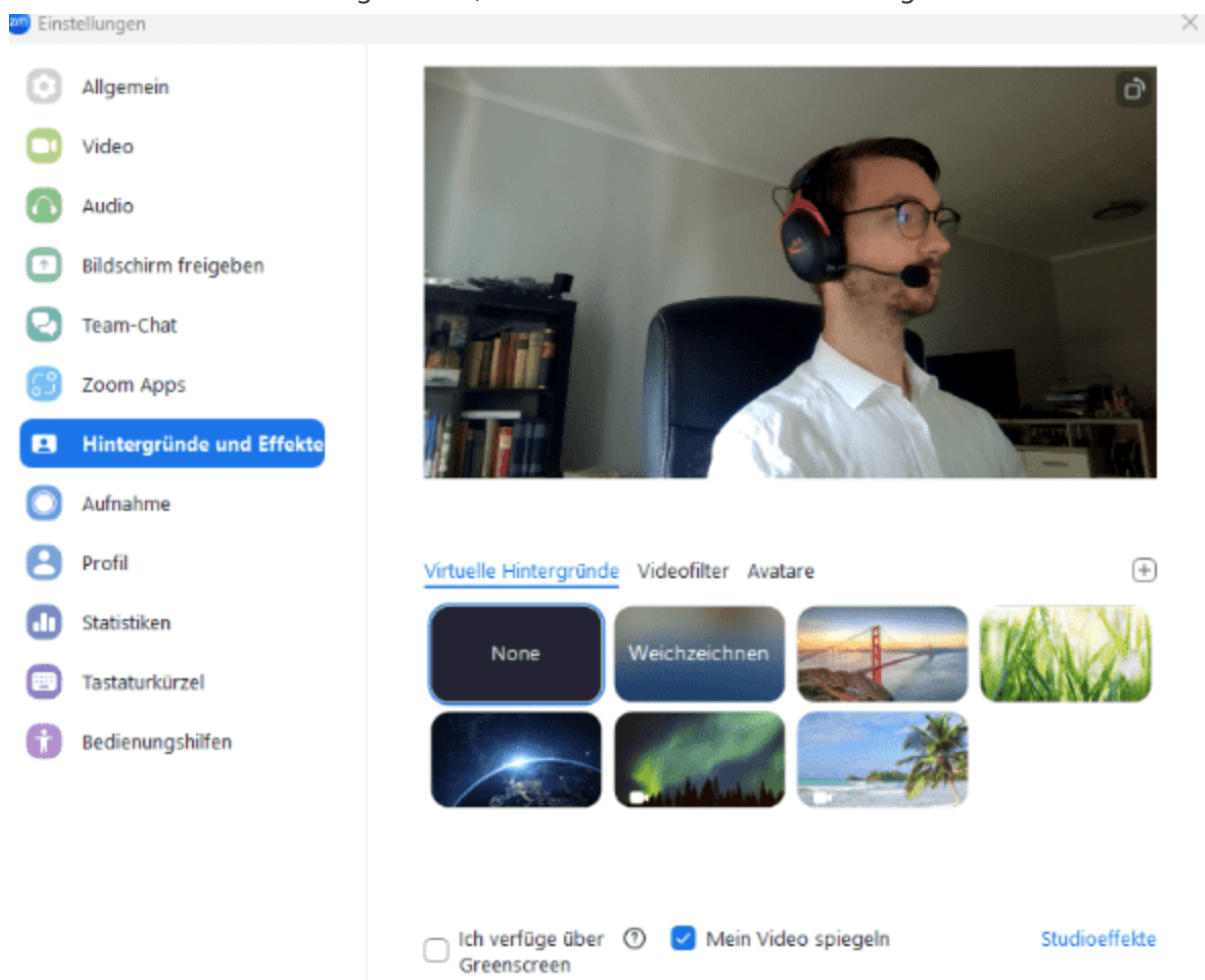 zm Einstellungen
Allgemein
Video
Audio
Bildschirm freigeben
Team-Chat
Zoom Apps
Hintergründe und Effekte
Aufnahme
Profil
Statistiken
Tastaturkürzel
Bedienungshilfen
Virtuelle Hintergründe Videofilter Avatare
None Weichzeichnen
Ich verfüge über
Greenscreen
Mein Video spiegeln
Studioeffekte